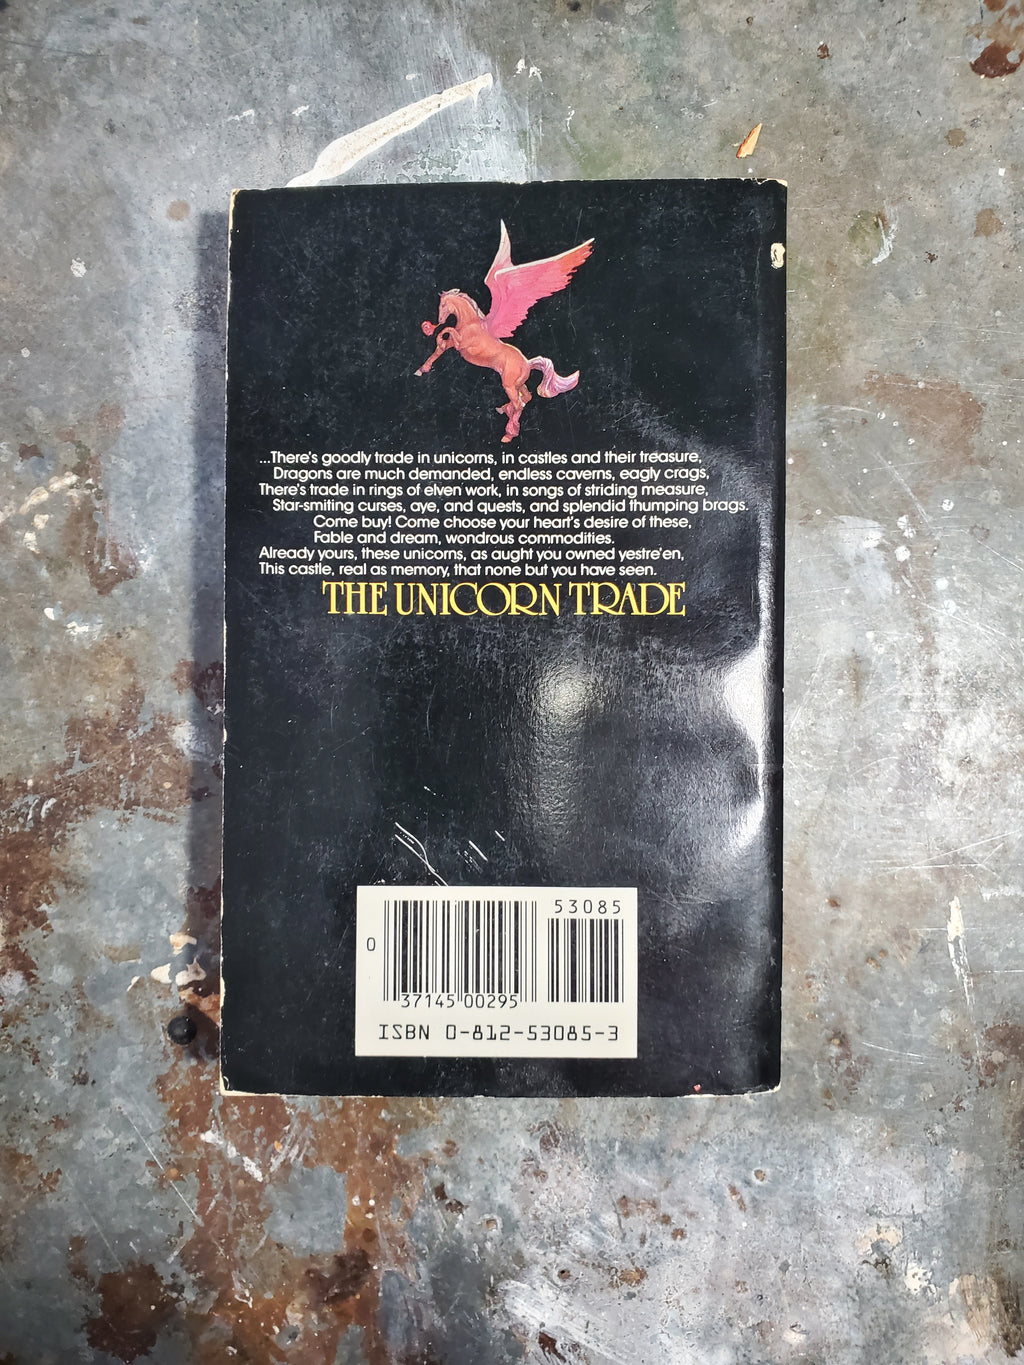 ...There's goodly trade in unicorns, in castles and their treasure,
Dragons are much demanded, endless caverns, eagly crags,
There's trade in rings of elven work, in songs of striding measure,
Star-smiting curses, aye, and quests, and splendid thumping brags.
Come buy! Come choose your heart's desire of these,
Fable and dream, wondrous commodities.
Already yours, these unicorns, as aught you owned yestre'en,
This castle, real as memory, that none but you have seen.
THE UNICORN TRADE
53085
0
37145 00295
ISBN 0-812-53085-3